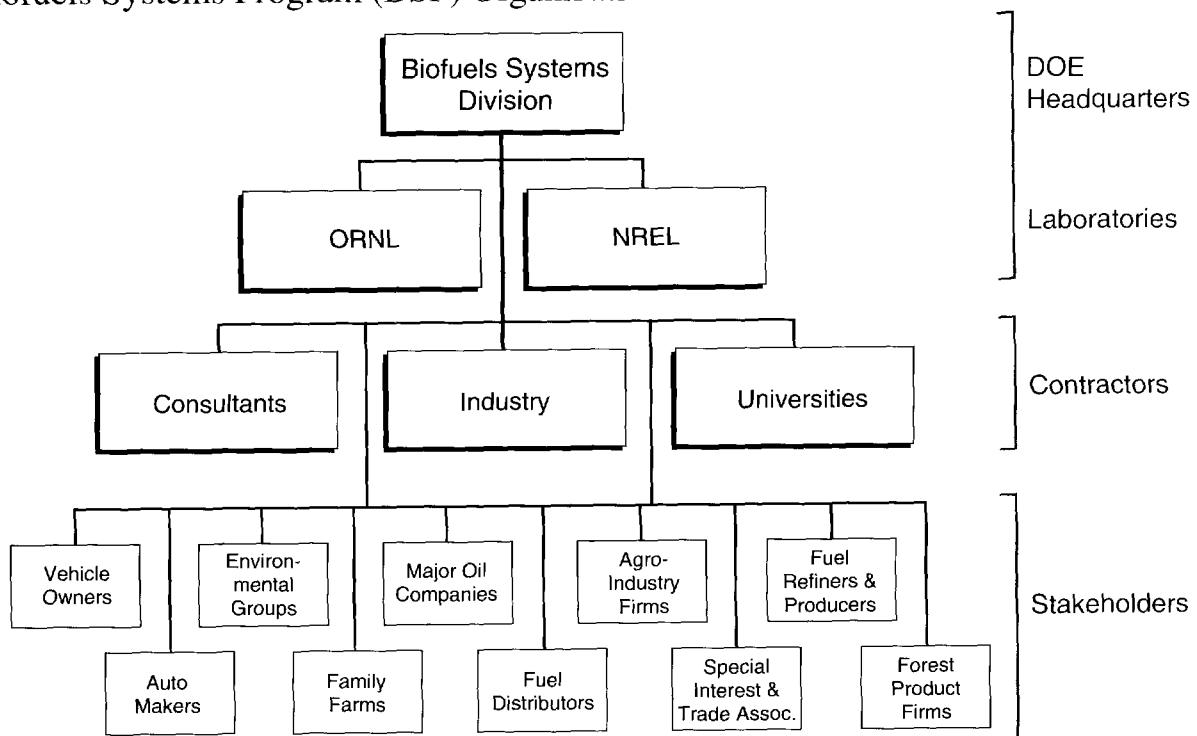 Systems Program
Biofuels Systems
Division
DOE
Headquarters
ORNL
NREL
Laboratories
Consultants
Industry
Universities
Contractors
Vehicle
Owners
Environ-
mental
Groups
Major Oil
Companies
Agro-
Industry
Firms
Fuel
Refiners &
Producers
Stakeholders
Auto
Makers
Family
Farms
Fuel
Distributors
Special
Interest &
Trade Assoc.
Forest
Product
Firms